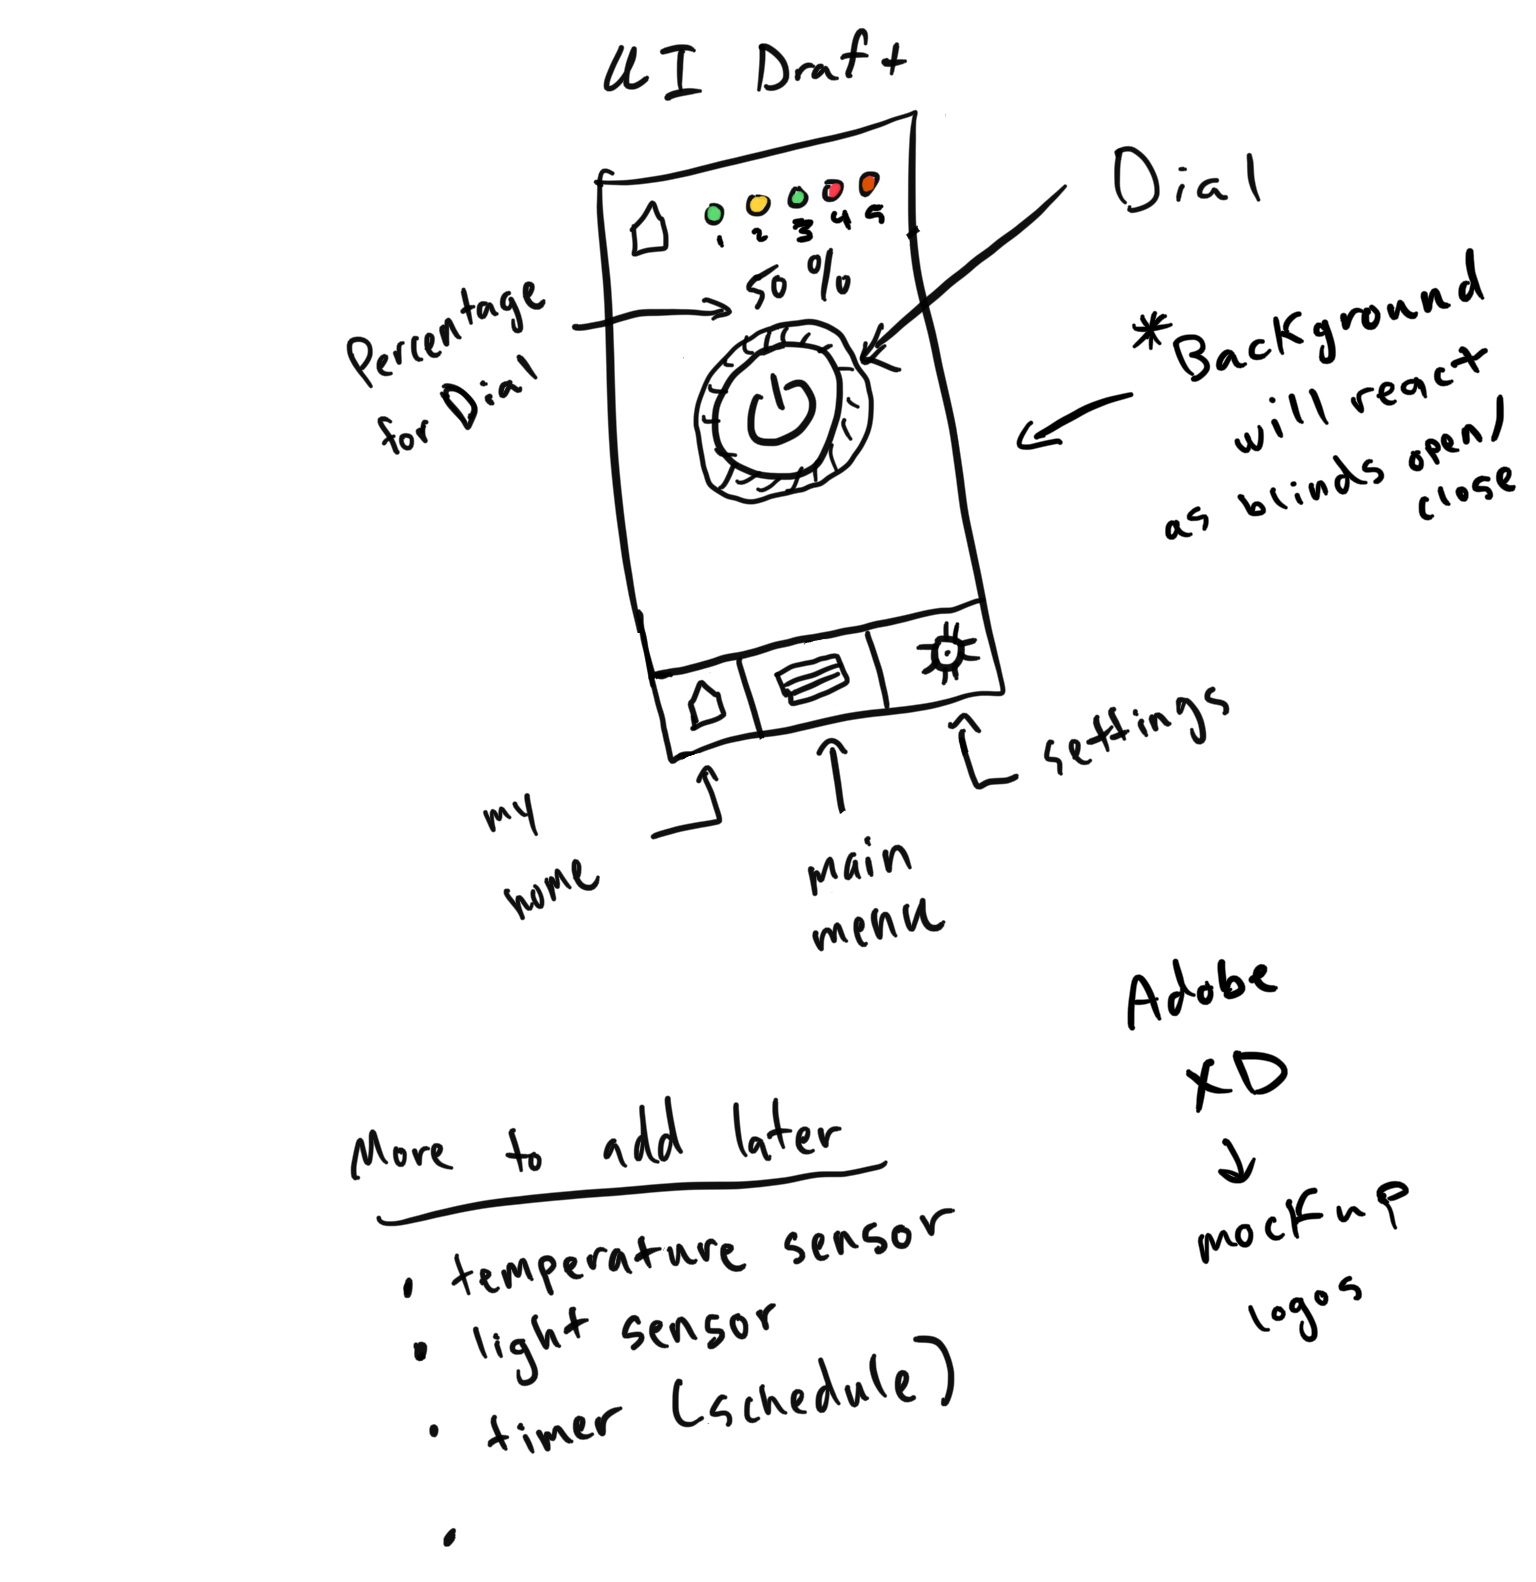 UI Draft
Dial
1 2 3 4 5
50 %
Percentage
for Dial
*Background
will react
as blinds open/
close
settings
my
home
main
menu
Adobe
XD
mockup
logos
More to add later
• temperature sensor
• light sensor
• timer (schedule)
•